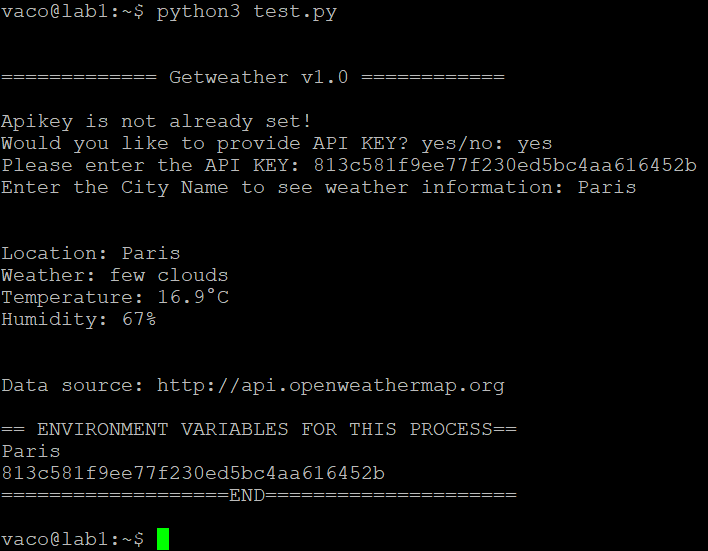 vaco@lab1:~$ python3 test.py
============= Getweather v1.0 ============
Apikey is not already set!
Would you like to provide API KEY? yes/no: yes
Please enter the API KEY: 813c581f9ee77f230ed5bc4aa616452b
Enter the City Name to see weather information: Paris
Location: Paris
Weather: few clouds
Temperature: 16.9°C
Humidity: 67%
Data source: http://api.openweathermap.org
== ENVIRONMENT VARIABLES FOR THIS PROCESS==
Paris
813c581f9ee77f230ed5bc4aa616452b
===================END=====================
vaco@lab1:~$